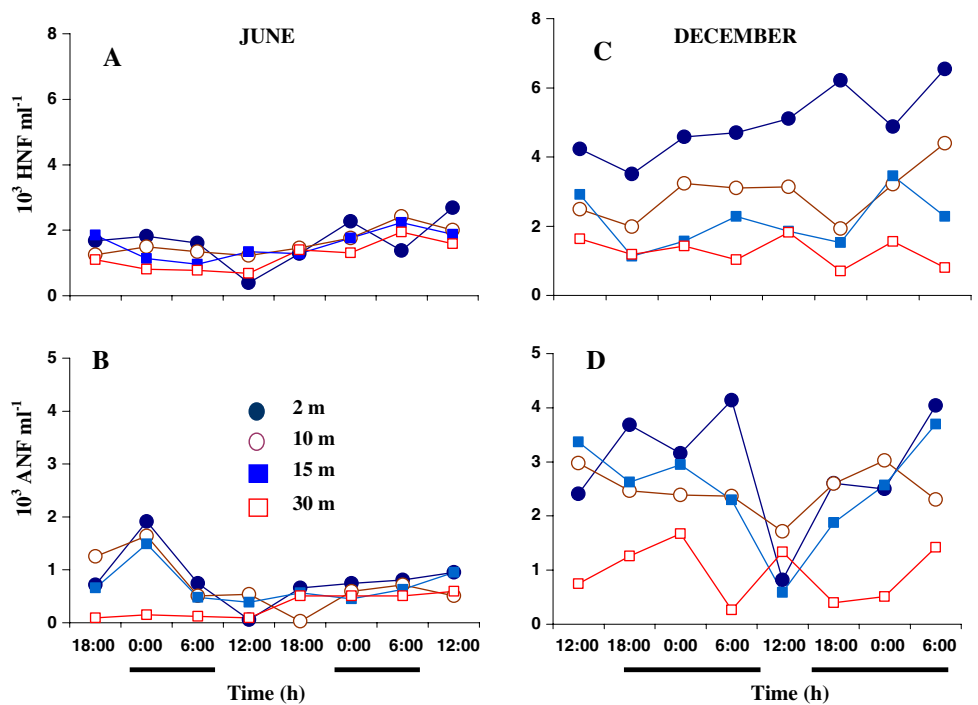 JUNE
A
10³ HNF ml⁻¹
8
6
4
2
0
DECEMBER
C
8
6
4
2
0
B
10³ ANF ml⁻¹
5
4
3
2
1
0
2 m
10 m
15 m
30 m
18:00 0:00 6:00 12:00 18:00 0:00 6:00 12:00
Time (h)
D
5
4
3
2
1
0
12:00 18:00 0:00 6:00 12:00 18:00 0:00 6:00
Time (h)